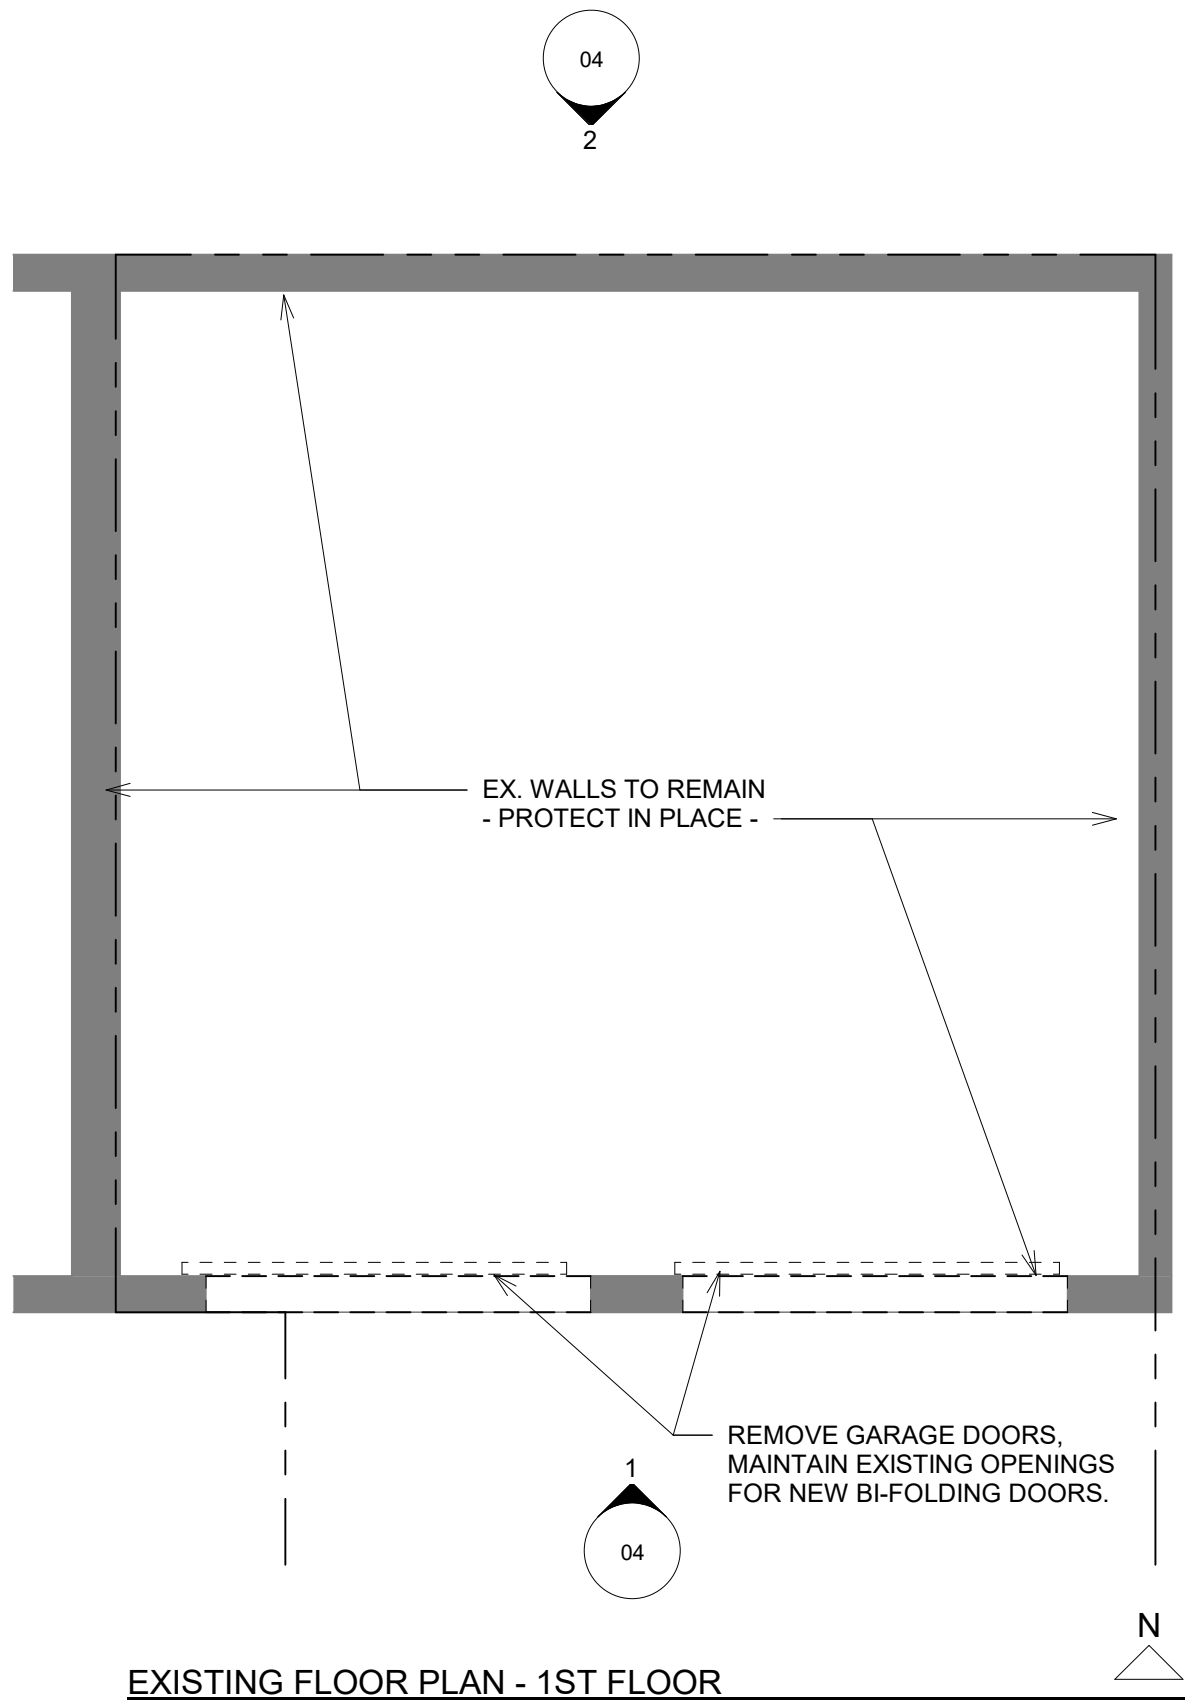 04
2
EX. WALLS TO REMAIN
- PROTECT IN PLACE -
REMOVE GARAGE DOORS,
MAINTAIN EXISTING OPENINGS
FOR NEW BI-FOLDING DOORS.
1
04
N
EXISTING FLOOR PLAN - 1ST FLOOR